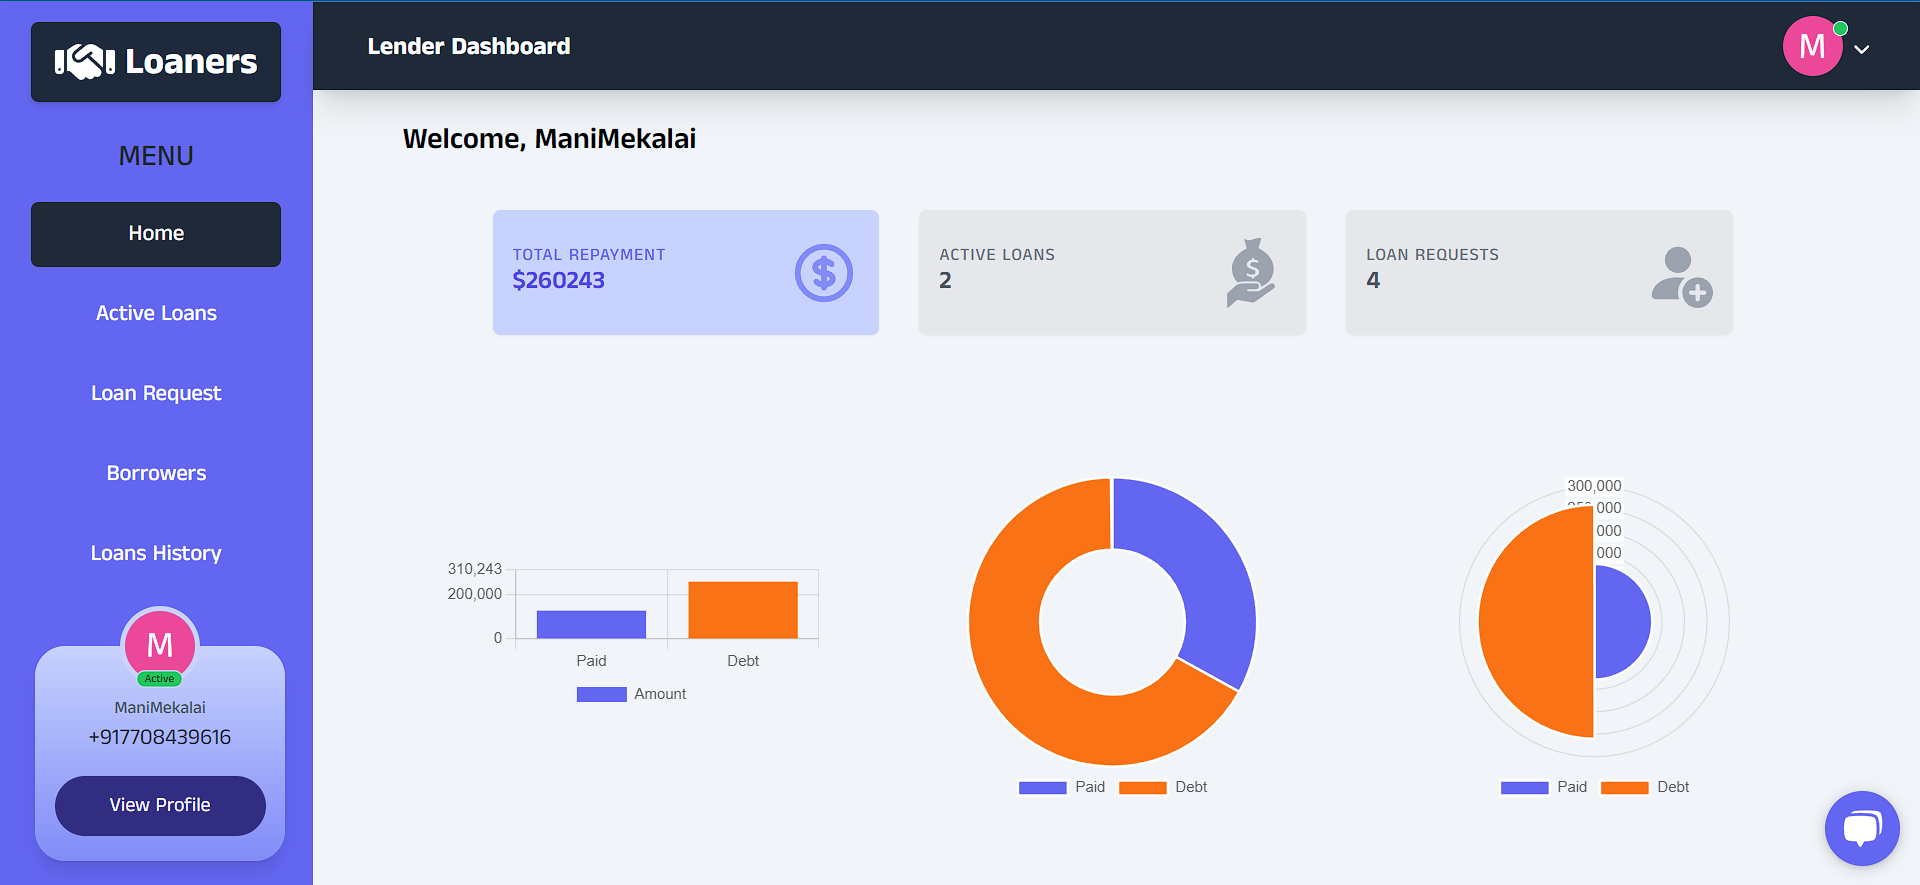 Loaners
MENU
Home
Active Loans
Loan Request
Borrowers
Loans History
M
Active
ManiMekalai
+917708439616
View Profile
Lender Dashboard
M
Welcome, ManiMekalai
TOTAL REPAYMENT
$260243
ACTIVE LOANS
2
LOAN REQUESTS
4
310,243
200,000
0
Paid
Debt
Amount
Paid
Debt
300,000
000
000
000
Paid
Debt